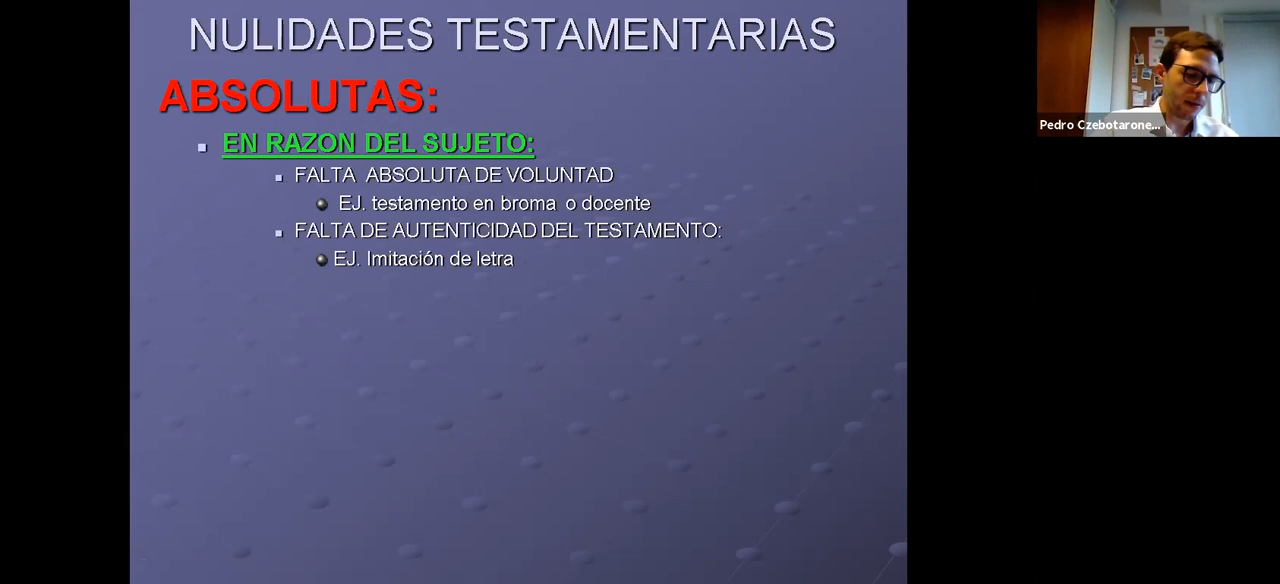 NULIDADES TESTAMENTARIAS
ABSOLUTAS:
EN RAZON DEL SUJETO:
FALTA ABSOLUTA DE VOLUNTAD
EJ. testamento en broma o docente
FALTA DE AUTENTICIDAD DEL TESTAMENTO:
EJ. Imitación de letra
Pedro Czebotarone...